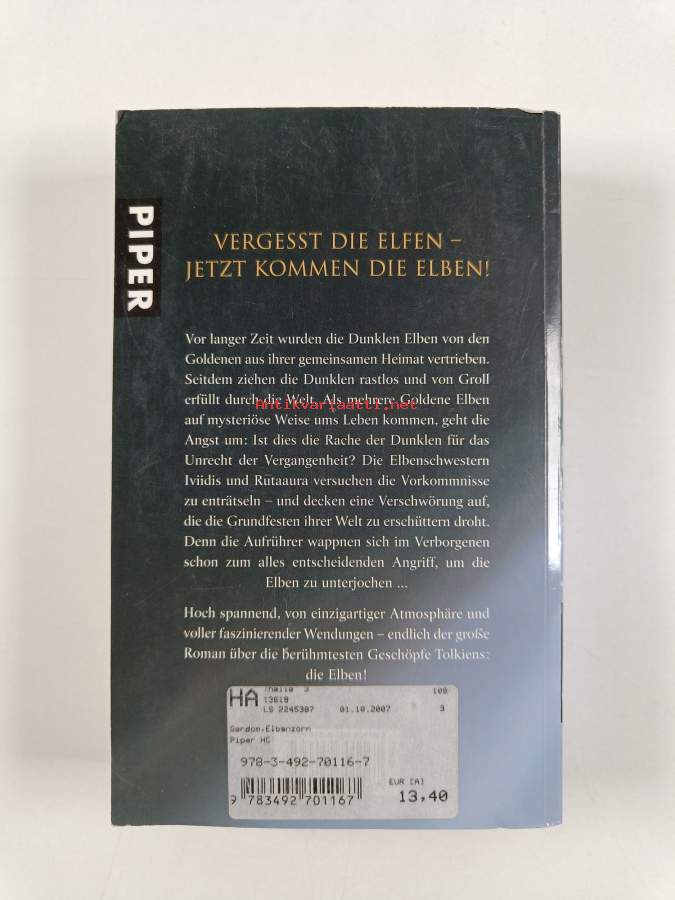 PIPER
VERGESST DIE ELFEN –
JETZT KOMMEN DIE ELBEN!
Vor langer Zeit wurden die Dunklen Elben von den
Goldenen aus ihrer gemeinsamen Heimat vertrieben.
Seitdem ziehen die Dunklen rastlos und von Groll
erfüllt durch die Welt. Als mehrere Goldene Elben
Antikvariaatti.net
auf mysteriöse Weise ums Leben kommen, geht die
Angst um: Ist dies die Rache der Dunklen für das
Unrecht der Vergangenheit? Die Elbenschwestern
Iviidis und Rutaaura versuchen die Vorkommnisse
zu enträtseln – und decken eine Verschwörung auf,
die die Grundfesten ihrer Welt zu erschüttern droht.
Denn die Aufrührer wappnen sich im Verborgenen
schon zum alles entscheidenden Angriff, um die
Elben zu unterjochen ...
Hoch spannend, von einzigartiger Atmosphäre und
voller faszinierender Wendungen – endlich der große
Roman über die berühmtesten Geschöpfe Tolkiens:
die Elben!
HA
13619
LS 2245387 01.10.2007 3
Gerdom,Elbenzorn
Piper HC
978-3-492-70116-7
EUR [A]
9 783492 701167 13,40